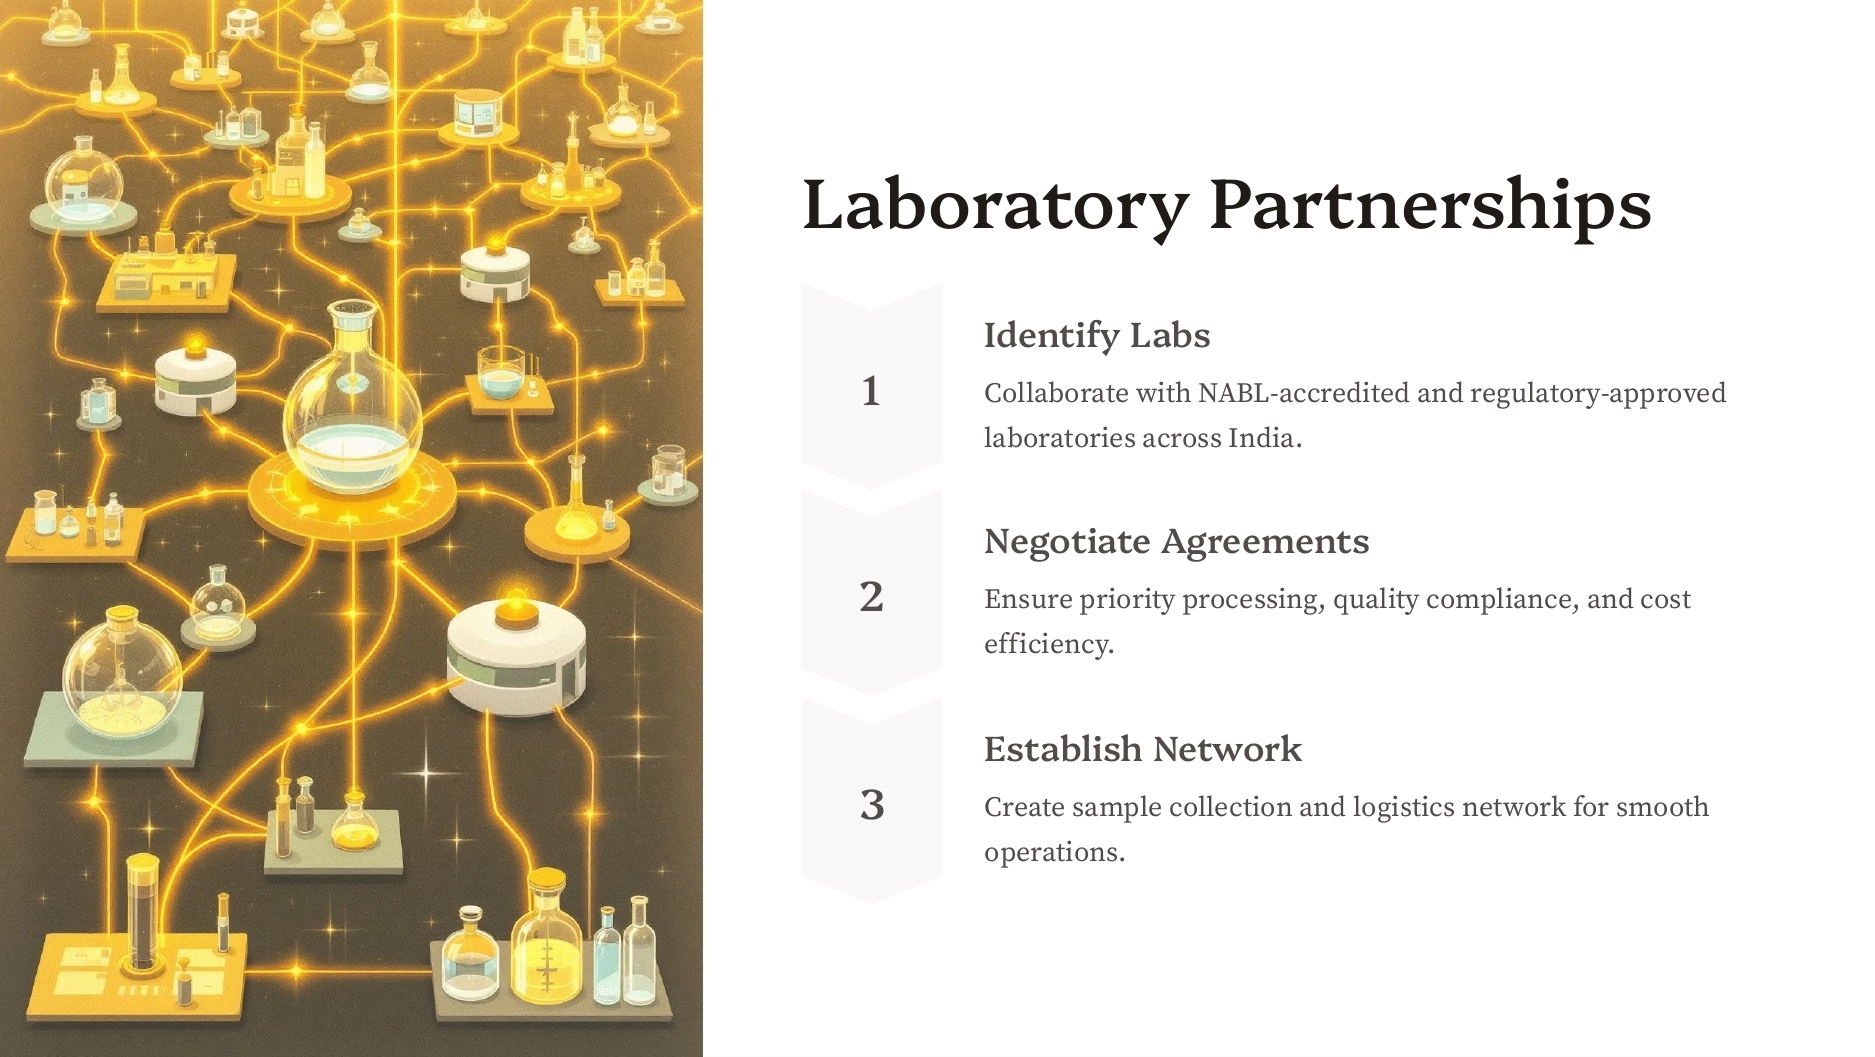 Laboratory Partnerships
1
Identify Labs
Collaborate with NABL-accredited and regulatory-approved
laboratories across India.
2
Negotiate Agreements
Ensure priority processing, quality compliance, and cost
efficiency.
3
Establish Network
Create sample collection and logistics network for smooth
operations.